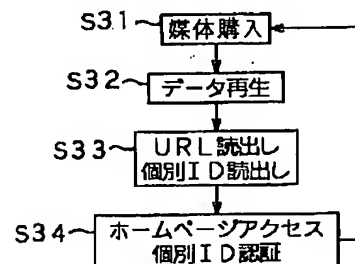 S31 媒体購入
S32 データ再生
S33 URL読出し
個別ID読出し
S34 ホームページアクセス
個別ID認証